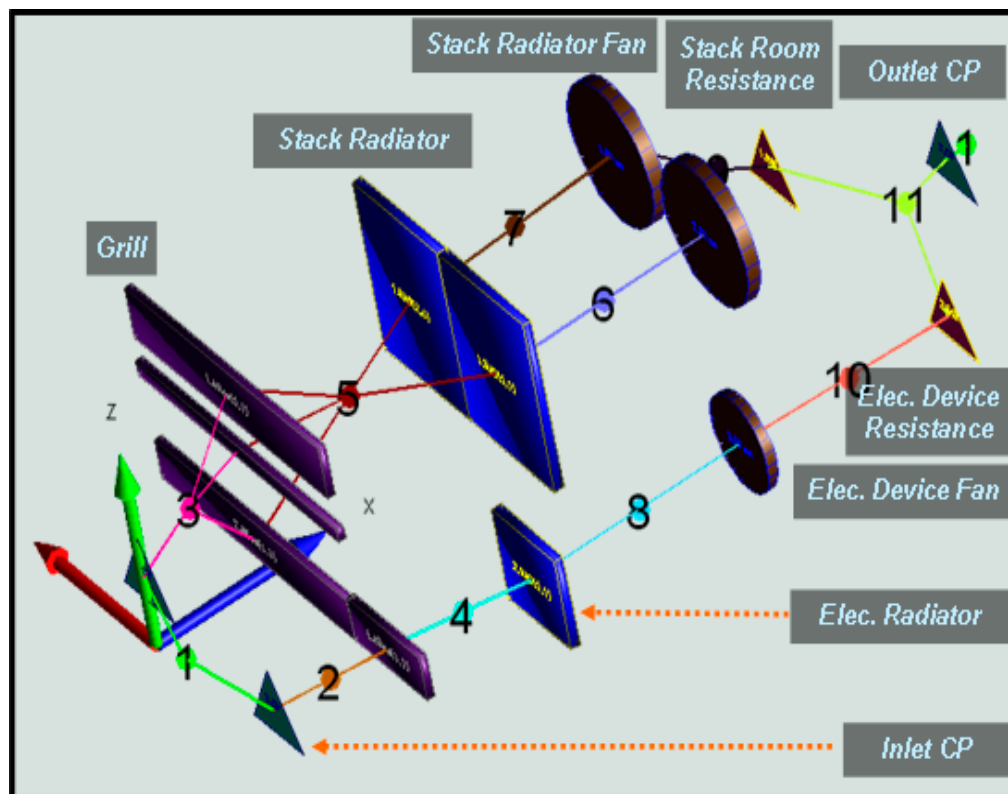 Stack Radiator Fan
Stack Room
Resistance
Outlet CP
Stack Radiator
1
11
7
Grill
6
5
10
Elec. Device
Resistance
z
x
3
8
Elec. Device Fan
4
Elec. Radiator
1
2
Inlet CP